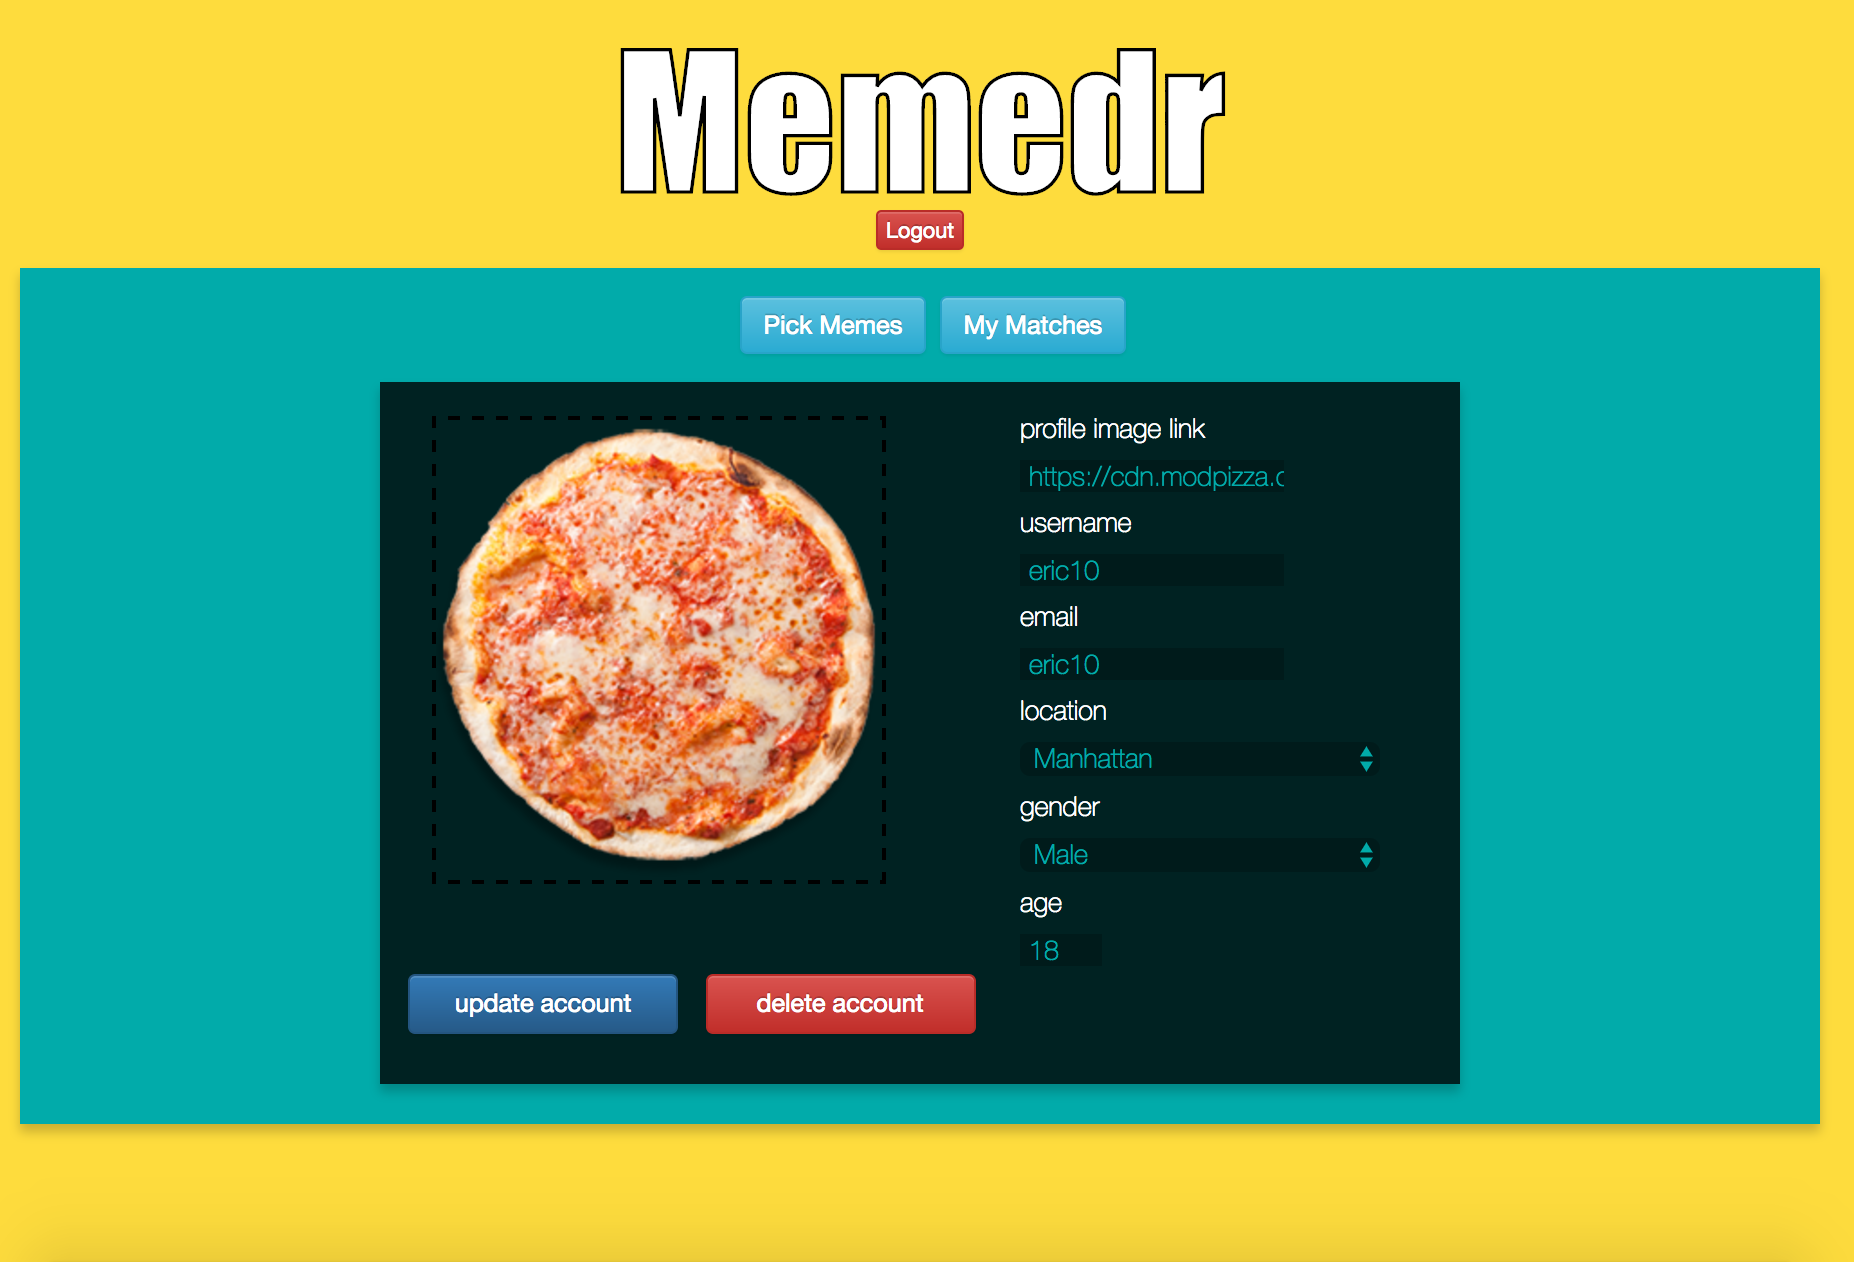 Memedr
Logout
Pick Memes
My Matches
profile image link
https://cdn.modpizza.c
username
eric10
email
eric10
location
Manhattan
gender
Male
age
18
update account
delete account